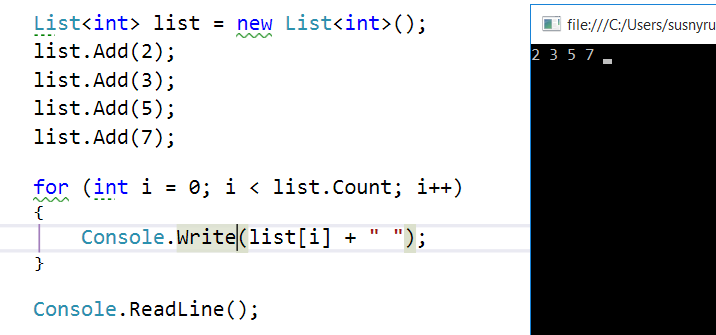 List<int> list = new List<int>();
list.Add(2);
list.Add(3);
list.Add(5);
list.Add(7);
for (int i = 0; i < list.Count; i++)
{
Console.Write(list[i] + " ");
}
Console.ReadLine();
file:///C:/Users/susnyru
2 3 5 7